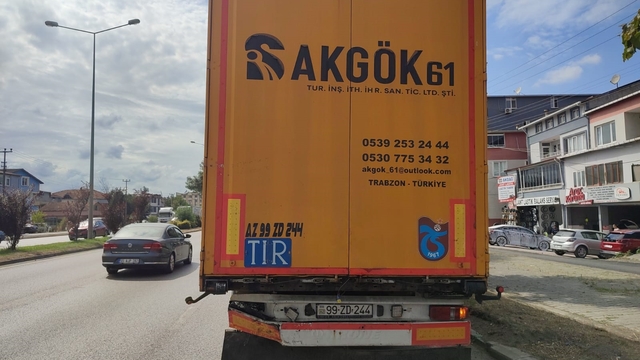 AKGÖK 61
TUR. İNŞ. İTH. İHR. SAN. TİC. LTD. ŞTİ.
0539 253 24 44
0530 775 34 32
akgok_61@outlook.com
TRABZON - TÜRKİYE
AZ 99 ZD 244
TIR
1967
99-ZD-244